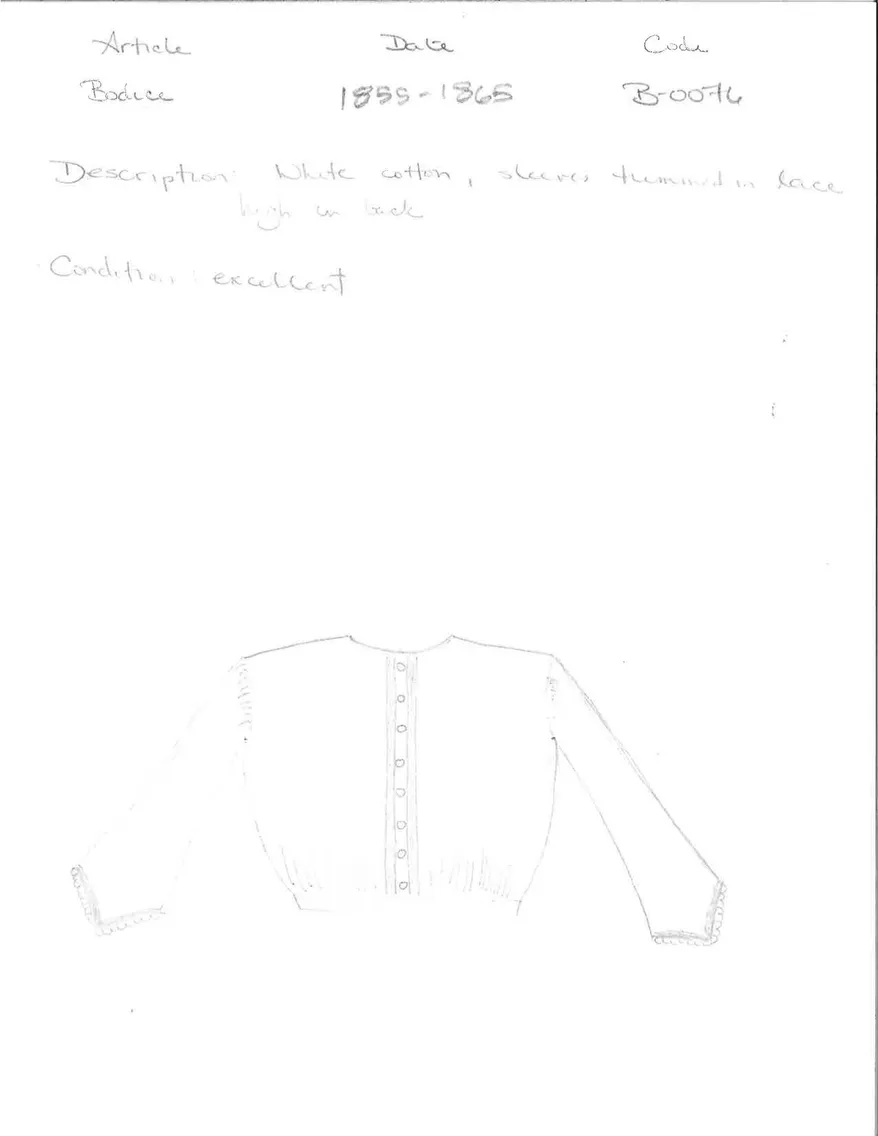 Article Date Code
Bodice 1855-1865 B-0076
Description: White cotton, sleeves trimmed in lace
high in back
Condition: excellent